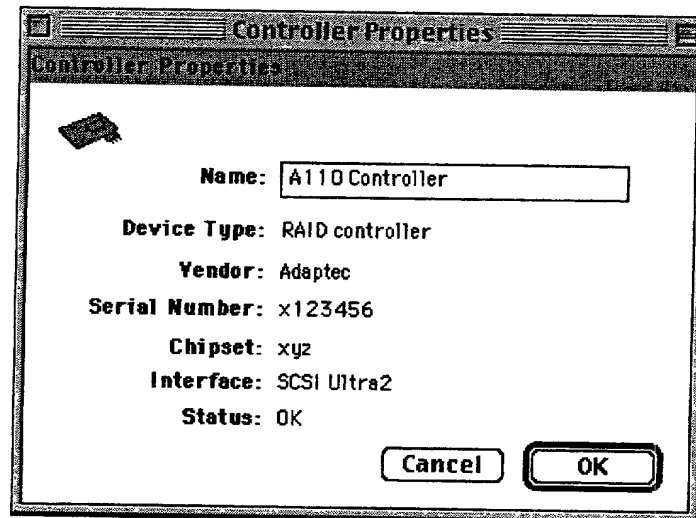 Controller Properties
Controller Properties
Name: A110 Controller
Device Type: RAID controller
Vendor: Adaptec
Serial Number: x123456
Chipset: xyz
Interface: SCSI Ultra2
Status: OK
Cancel OK